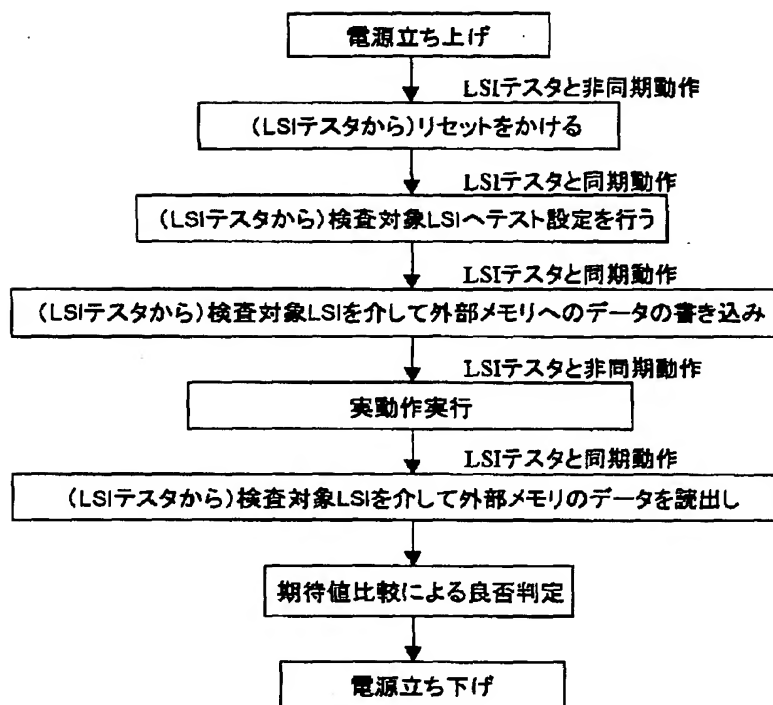 電源立ち上げ
LSIテスタと非同期動作
(LSIテスタから)リセットをかける
LSIテスタと同期動作
(LSIテスタから)検査対象LSIへテスト設定を行う
LSIテスタと同期動作
(LSIテスタから)検査対象LSIを介して外部メモリへのデータの書き込み
LSIテスタと非同期動作
実動作実行
LSIテスタと同期動作
(LSIテスタから)検査対象LSIを介して外部メモリのデータを読出し
期待値比較による良否判定
電源立ち下げ